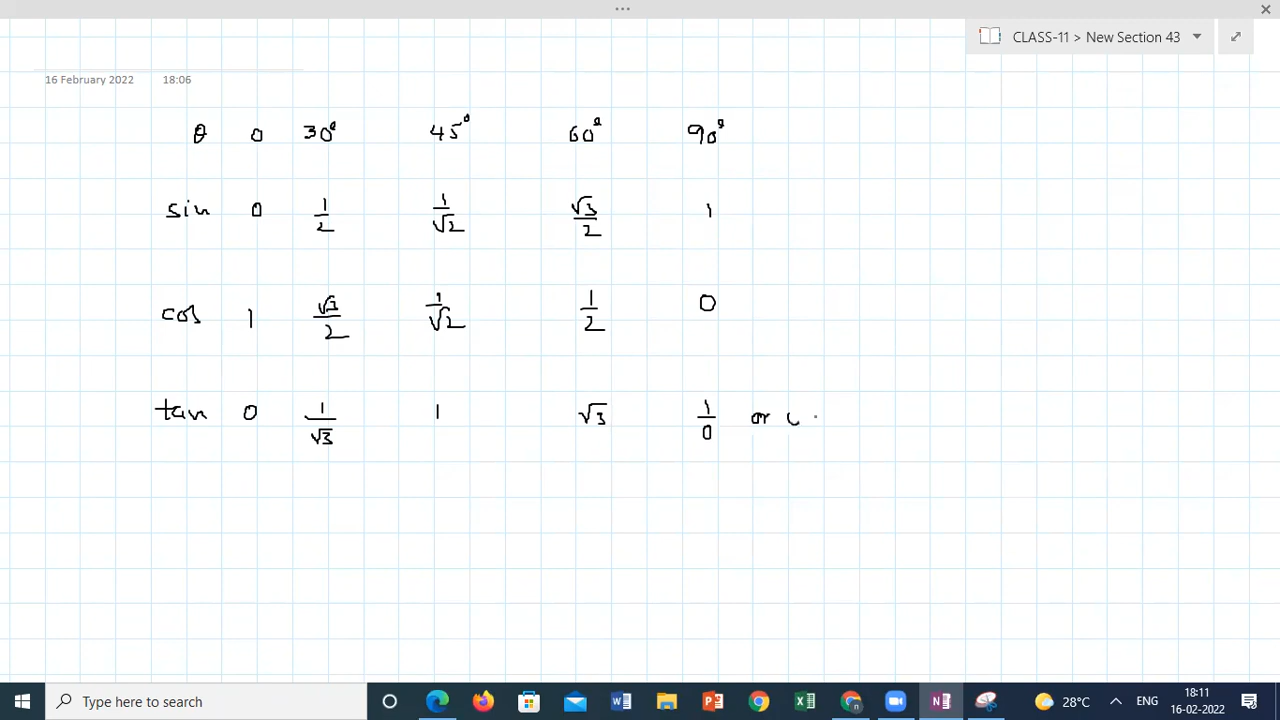 CLASS-11 > New Section 43
16 February 2022 18:06
θ 0 30° 45° 60° 90°
sin 0 1/2 1/√2 √3/2 1
cos 1 √3/2 1/√2 1/2 0
tan 0 1/√3 1 √3 1/0 or
Type here to search
28°C ENG 18:11
16-02-2022